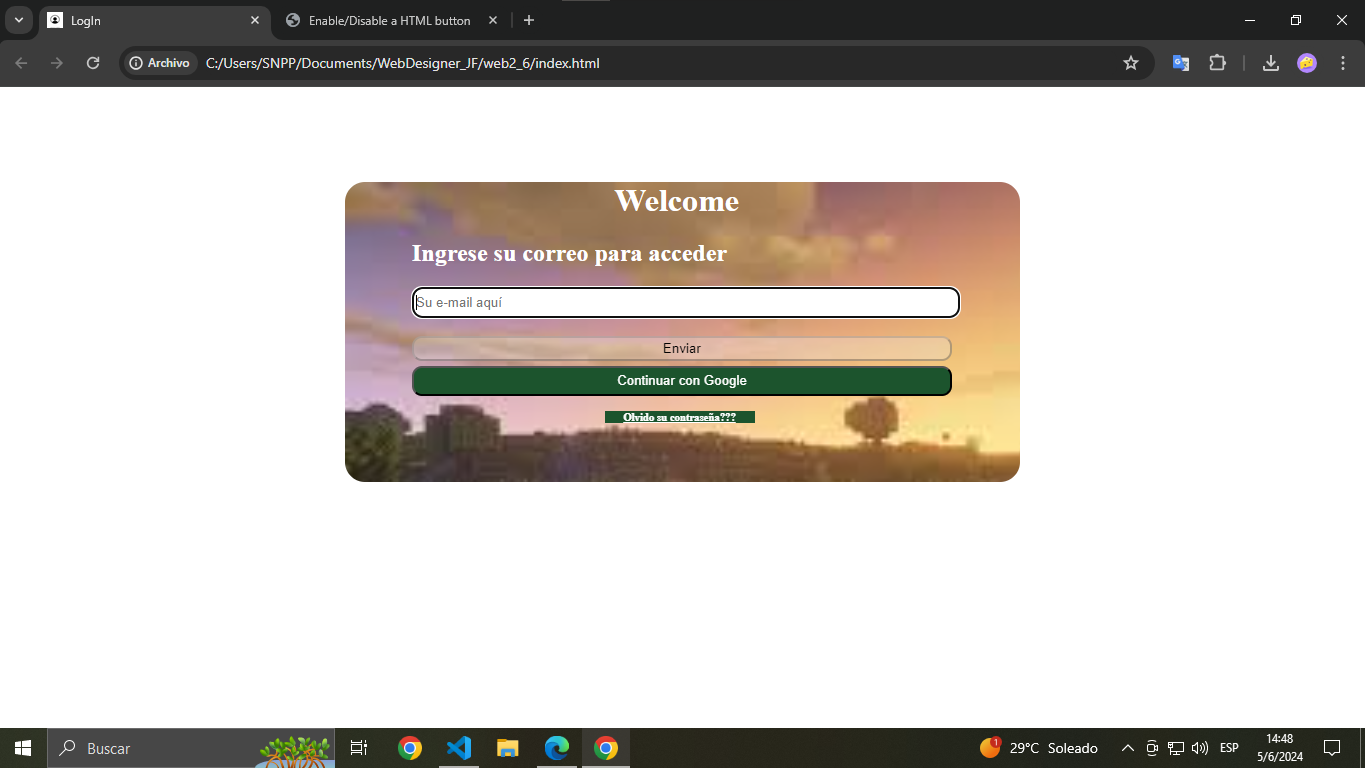 LogIn
Enable/Disable a HTML button
Archivo
C:/Users/SNPP/Documents/WebDesigner_JF/web2_6/index.html
Welcome
Ingrese su correo para acceder
Su e-mail aquí
Enviar
Continuar con Google
Olvido su contraseña???
Buscar
1
29°C Soleado
ESP
14:48
5/6/2024